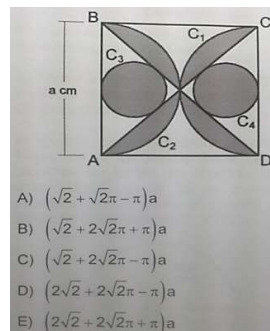 B
C
C₁
C₃
a cm
C₄
C₂
A
D
A) (√2 + √2π – π)a
B) (√2 + 2√2π + π)a
C) (√2 + 2√2π – π)a
D) (2√2 + 2√2π – π)a
E) (2√2 + 2√2π + π)a